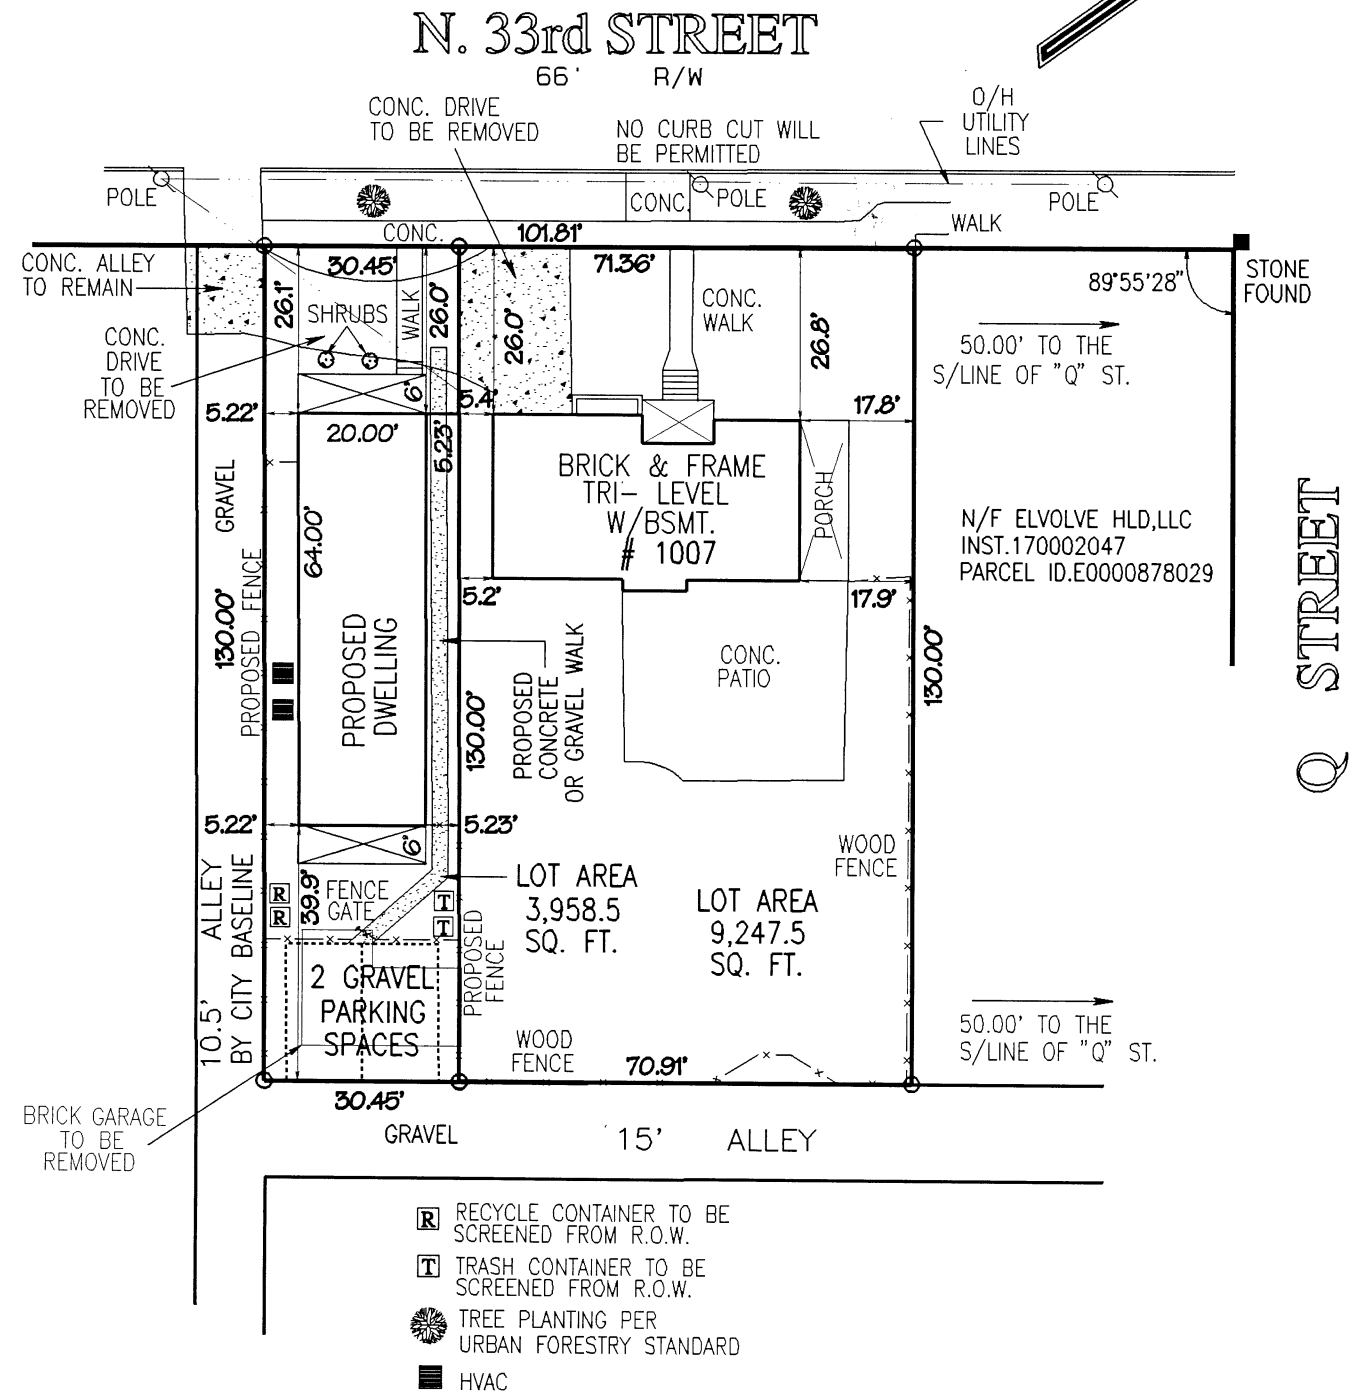 N. 33rd STREET
66' R/W
CONC. DRIVE
TO BE REMOVED
NO CURB CUT WILL
BE PERMITTED
O/H
UTILITY
LINES
POLE
CONC.
POLE
POLE
WALK
CONC.
101.81'
CONC. ALLEY
TO REMAIN
30.45'
71.36'
89°55'28"
STONE
FOUND
26.1'
SHRUBS
WALK
26.0'
26.0'
CONC.
WALK
26.8'
50.00' TO THE
S/LINE OF "Q" ST.
CONC.
DRIVE
TO BE
REMOVED
5.22'
6'
5.4'
17.8'
20.00'
5.23'
BRICK & FRAME
TRI- LEVEL
W/BSMT.
# 1007
PORCH
N/F ELVOLVE HLD,LLC
INST.170002047
PARCEL ID.E0000878029
Q STREET
GRAVEL
64.00'
5.2'
17.9'
130.00'
PROPOSED FENCE
PROPOSED
DWELLING
PROPOSED
CONCRETE
OR GRAVEL WALK
130.00'
CONC.
PATIO
130.00'
5.22'
5.23'
6'
WOOD
FENCE
10.5' ALLEY
BY CITY BASELINE
R
R
39.9'
FENCE
GATE
T
T
LOT AREA
3,958.5
SQ. FT.
LOT AREA
9,247.5
SQ. FT.
PROPOSED
FENCE
2 GRAVEL
PARKING
SPACES
WOOD
FENCE
50.00' TO THE
S/LINE OF "Q" ST.
70.91'
30.45'
BRICK GARAGE
TO BE
REMOVED
GRAVEL
15' ALLEY
R RECYCLE CONTAINER TO BE
SCREENED FROM R.O.W.
T TRASH CONTAINER TO BE
SCREENED FROM R.O.W.
TREE PLANTING PER
URBAN FORESTRY STANDARD
HVAC